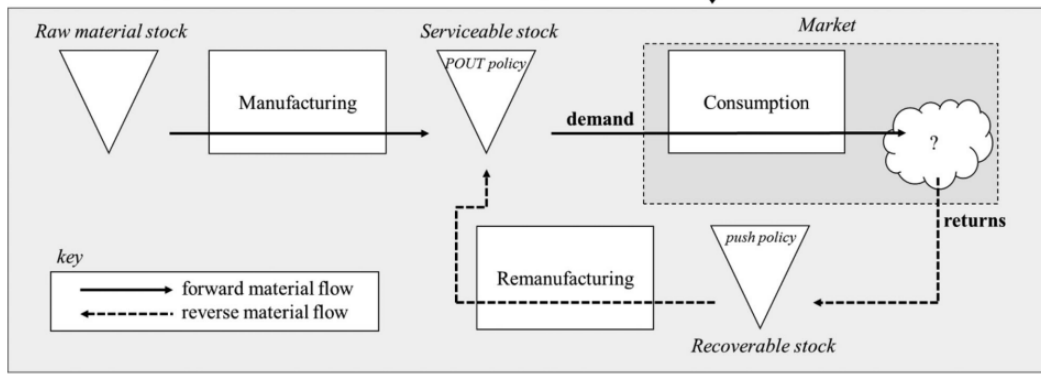 Raw material stock
Serviceable stock
Market
POUT policy
Manufacturing
Consumption
demand
?
returns
push policy
key
Remanufacturing
forward material flow
reverse material flow
Recoverable stock